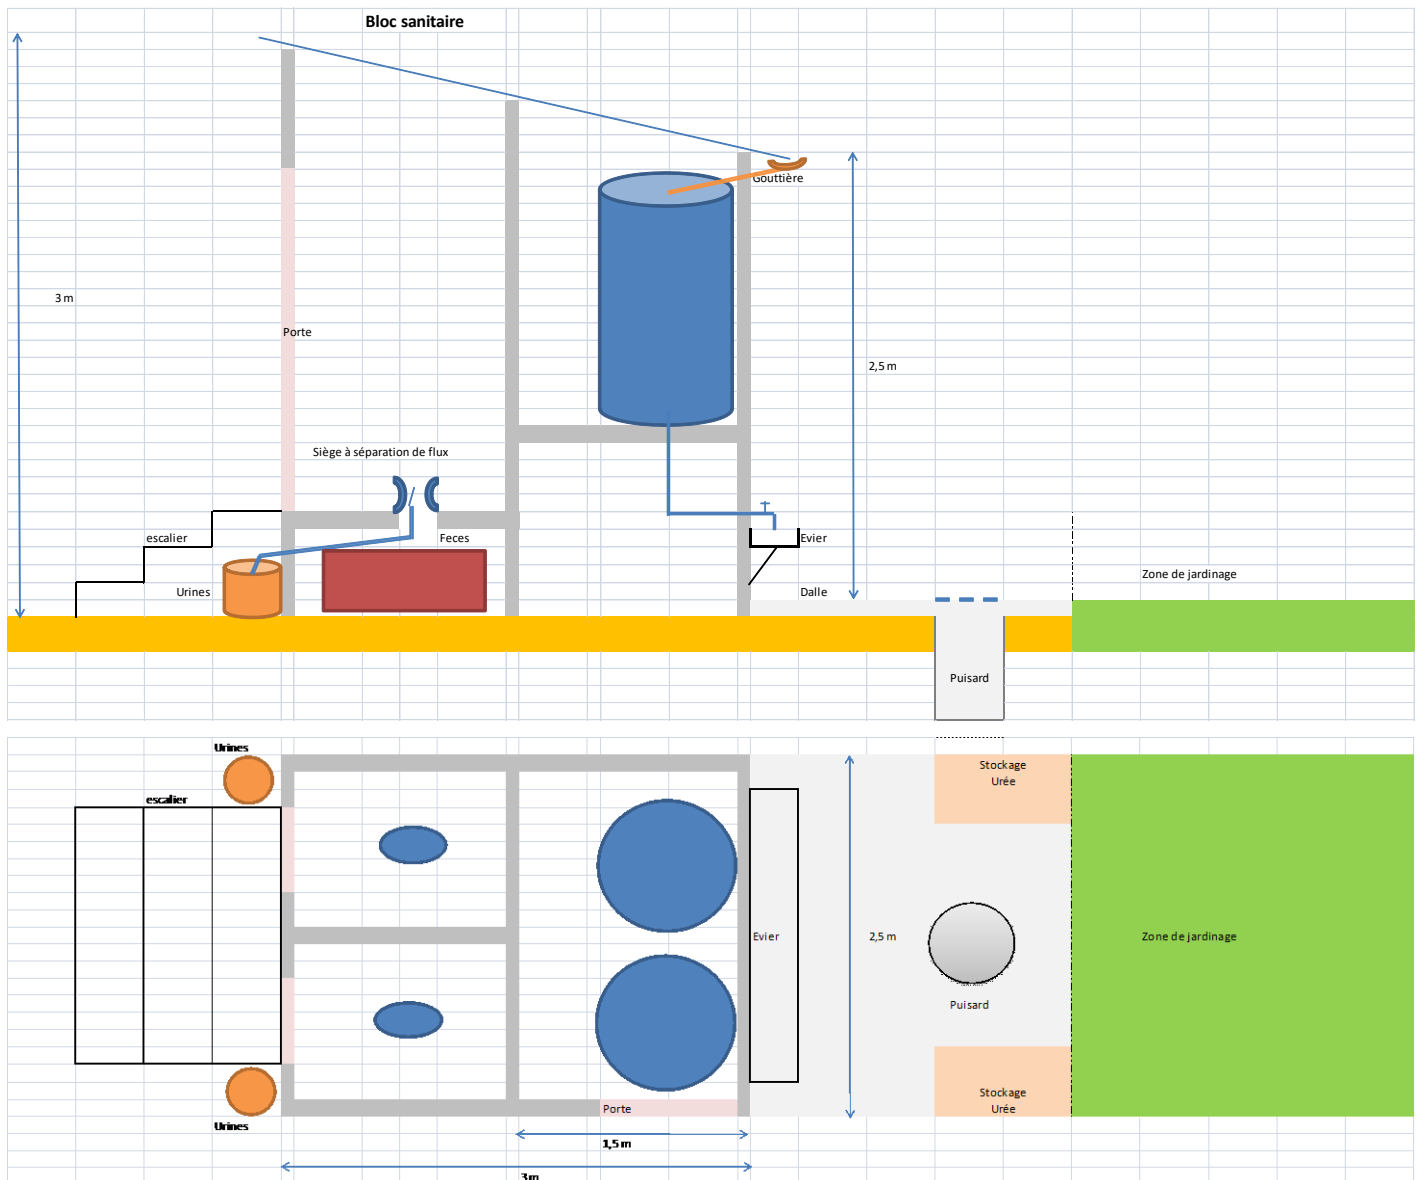 Bloc sanitaire
Gouttière
3 m
Porte
2,5 m
Siège à séparation de flux
escalier
Feces
Evier
Zone de jardinage
Urines
Dalle
Puisard
Urines
Stockage
Urée
escalier
Evier
2,5 m
Zone de jardinage
Puisard
Stockage
Urée
Porte
Urines
1,5 m
3m